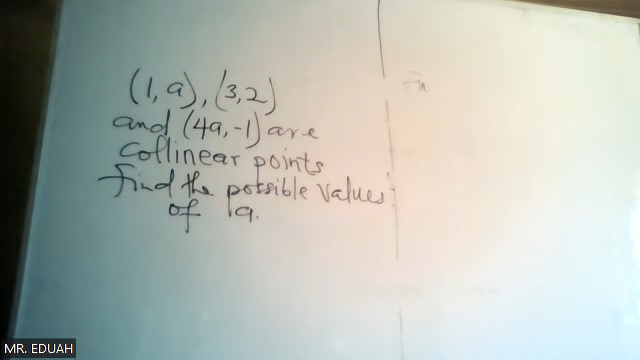 (1, a), (3, 2)
and (4a, -1) are
collinear points
find the possible values
of a.
MR. EDUAH